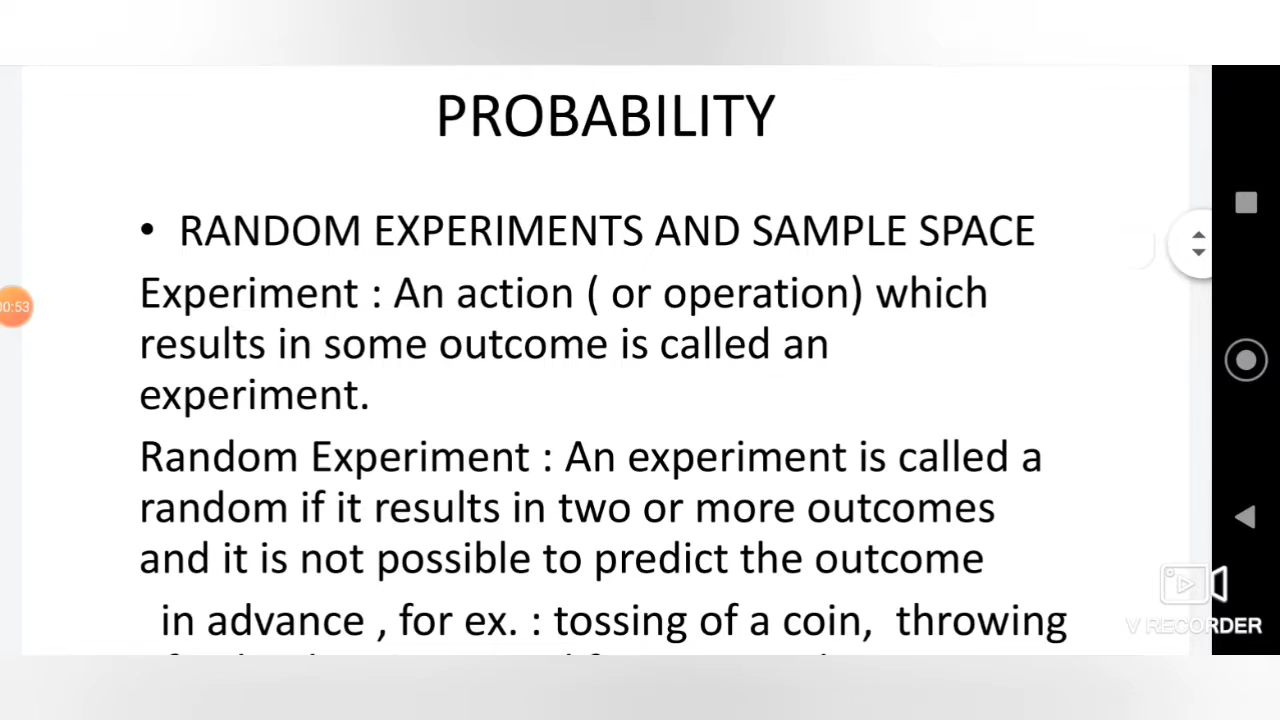 PROBABILITY
• RANDOM EXPERIMENTS AND SAMPLE SPACE
Experiment : An action ( or operation) which
results in some outcome is called an
experiment.
Random Experiment : An experiment is called a
random if it results in two or more outcomes
and it is not possible to predict the outcome
in advance , for ex. : tossing of a coin, throwing
00:53
V RECORDER